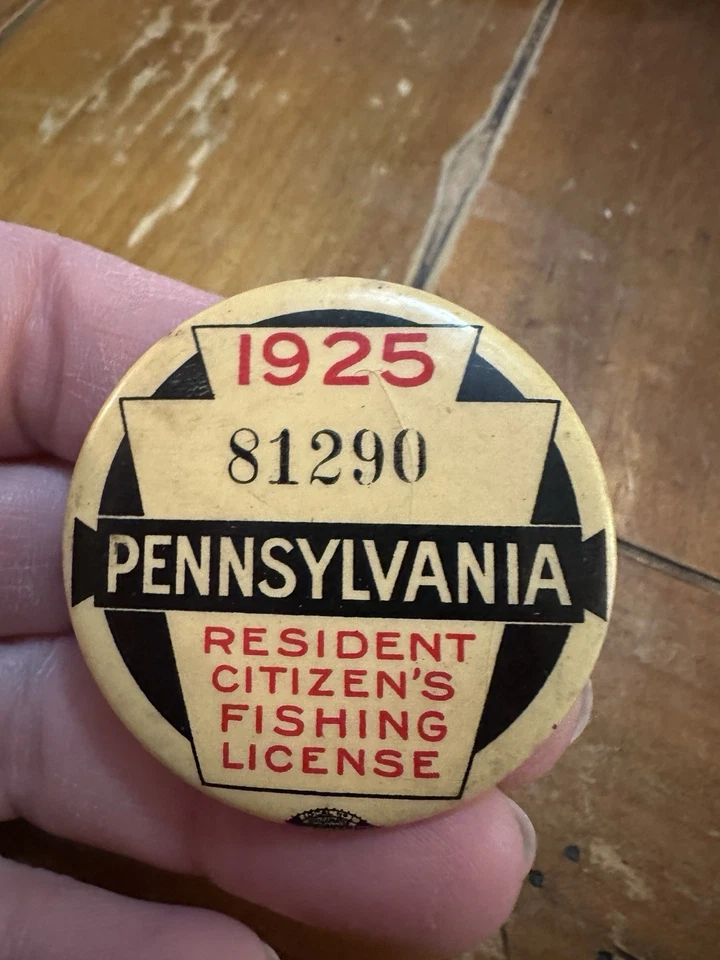 1925
81290
PENNSYLVANIA
RESIDENT
CITIZEN'S
FISHING
LICENSE